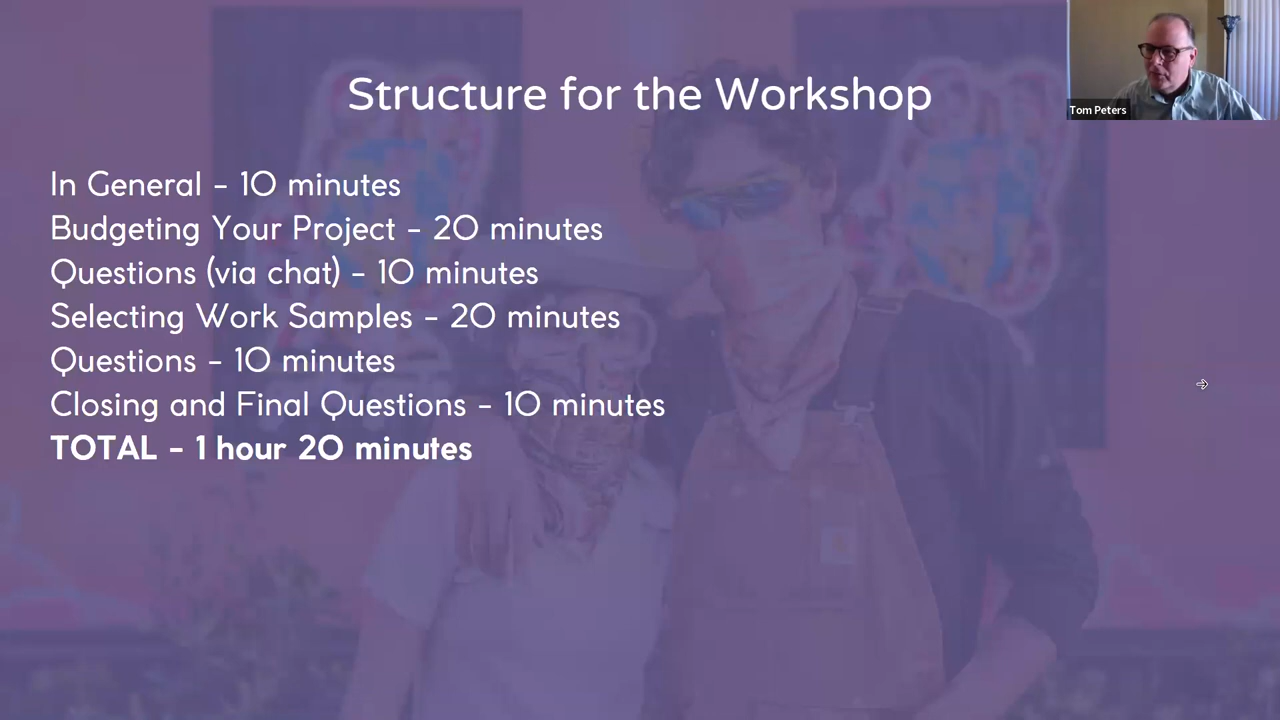 Structure for the Workshop
Tom Peters
In General - 10 minutes
Budgeting Your Project - 20 minutes
Questions (via chat) - 10 minutes
Selecting Work Samples - 20 minutes
Questions - 10 minutes
Closing and Final Questions - 10 minutes
TOTAL - 1 hour 20 minutes